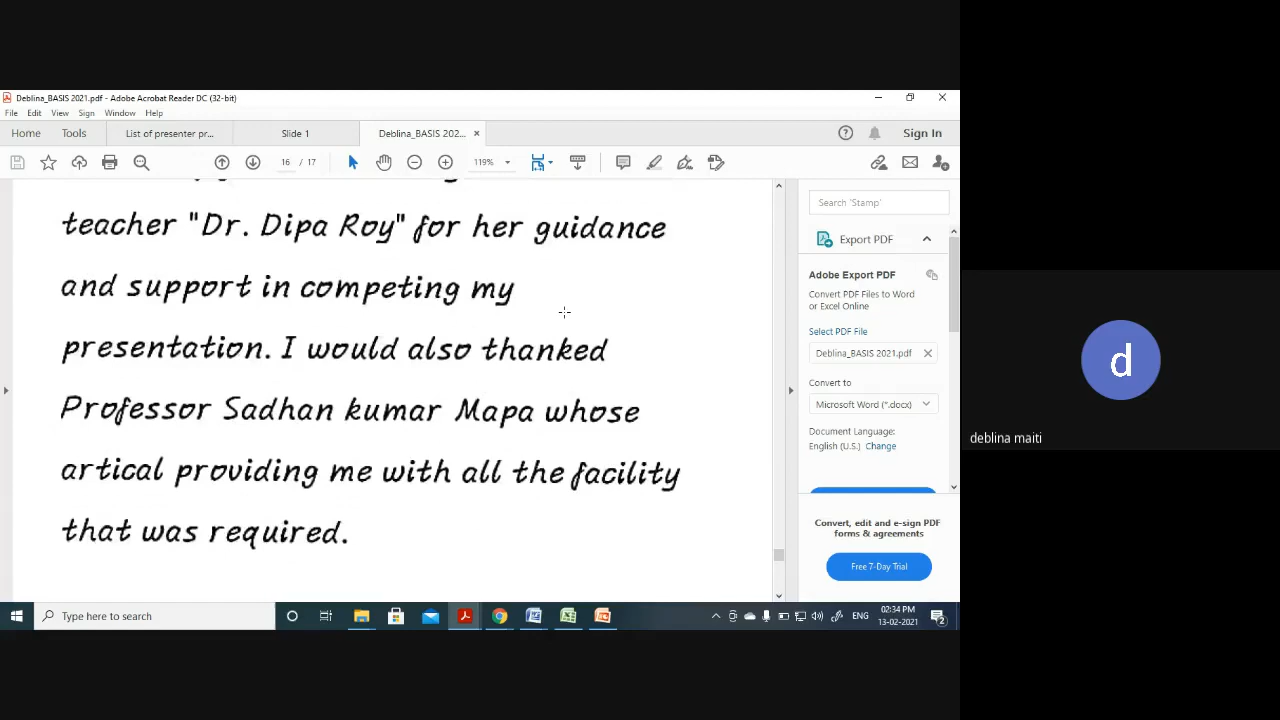 Deblina_BASIS 2021.pdf - Adobe Acrobat Reader DC (32-bit)
File Edit View Sign Window Help
Home Tools List of presenter pr... Slide 1 Deblina_BASIS 202... × Sign In
16 / 17 119%
teacher "Dr. Dipa Roy" for her guidance
and support in competing my
presentation. I would also thanked
Professor Sadhan kumar Mapa whose
artical providing me with all the facility
that was required.
Search 'Stamp'
Export PDF
Adobe Export PDF
Convert PDF Files to Word
or Excel Online
Select PDF File
Deblina_BASIS 2021.pdf
Convert to
Microsoft Word (*.docx)
Document Language:
English (U.S.) Change
Convert, edit and e-sign PDF
forms & agreements
Free 7-Day Trial
Type here to search
ENG
02:34 PM
13-02-2021
2
d
deblina maiti